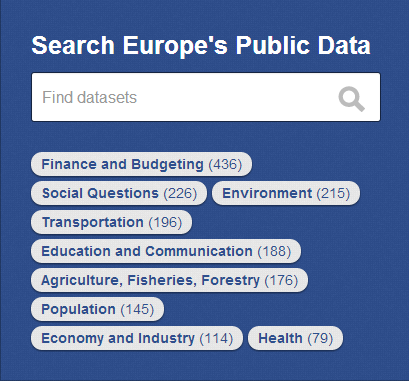 Search Europe's Public Data
Find datasets
Finance and Budgeting (436)
Social Questions (226) Environment (215)
Transportation (196)
Education and Communication (188)
Agriculture, Fisheries, Forestry (176)
Population (145)
Economy and Industry (114) Health (79)